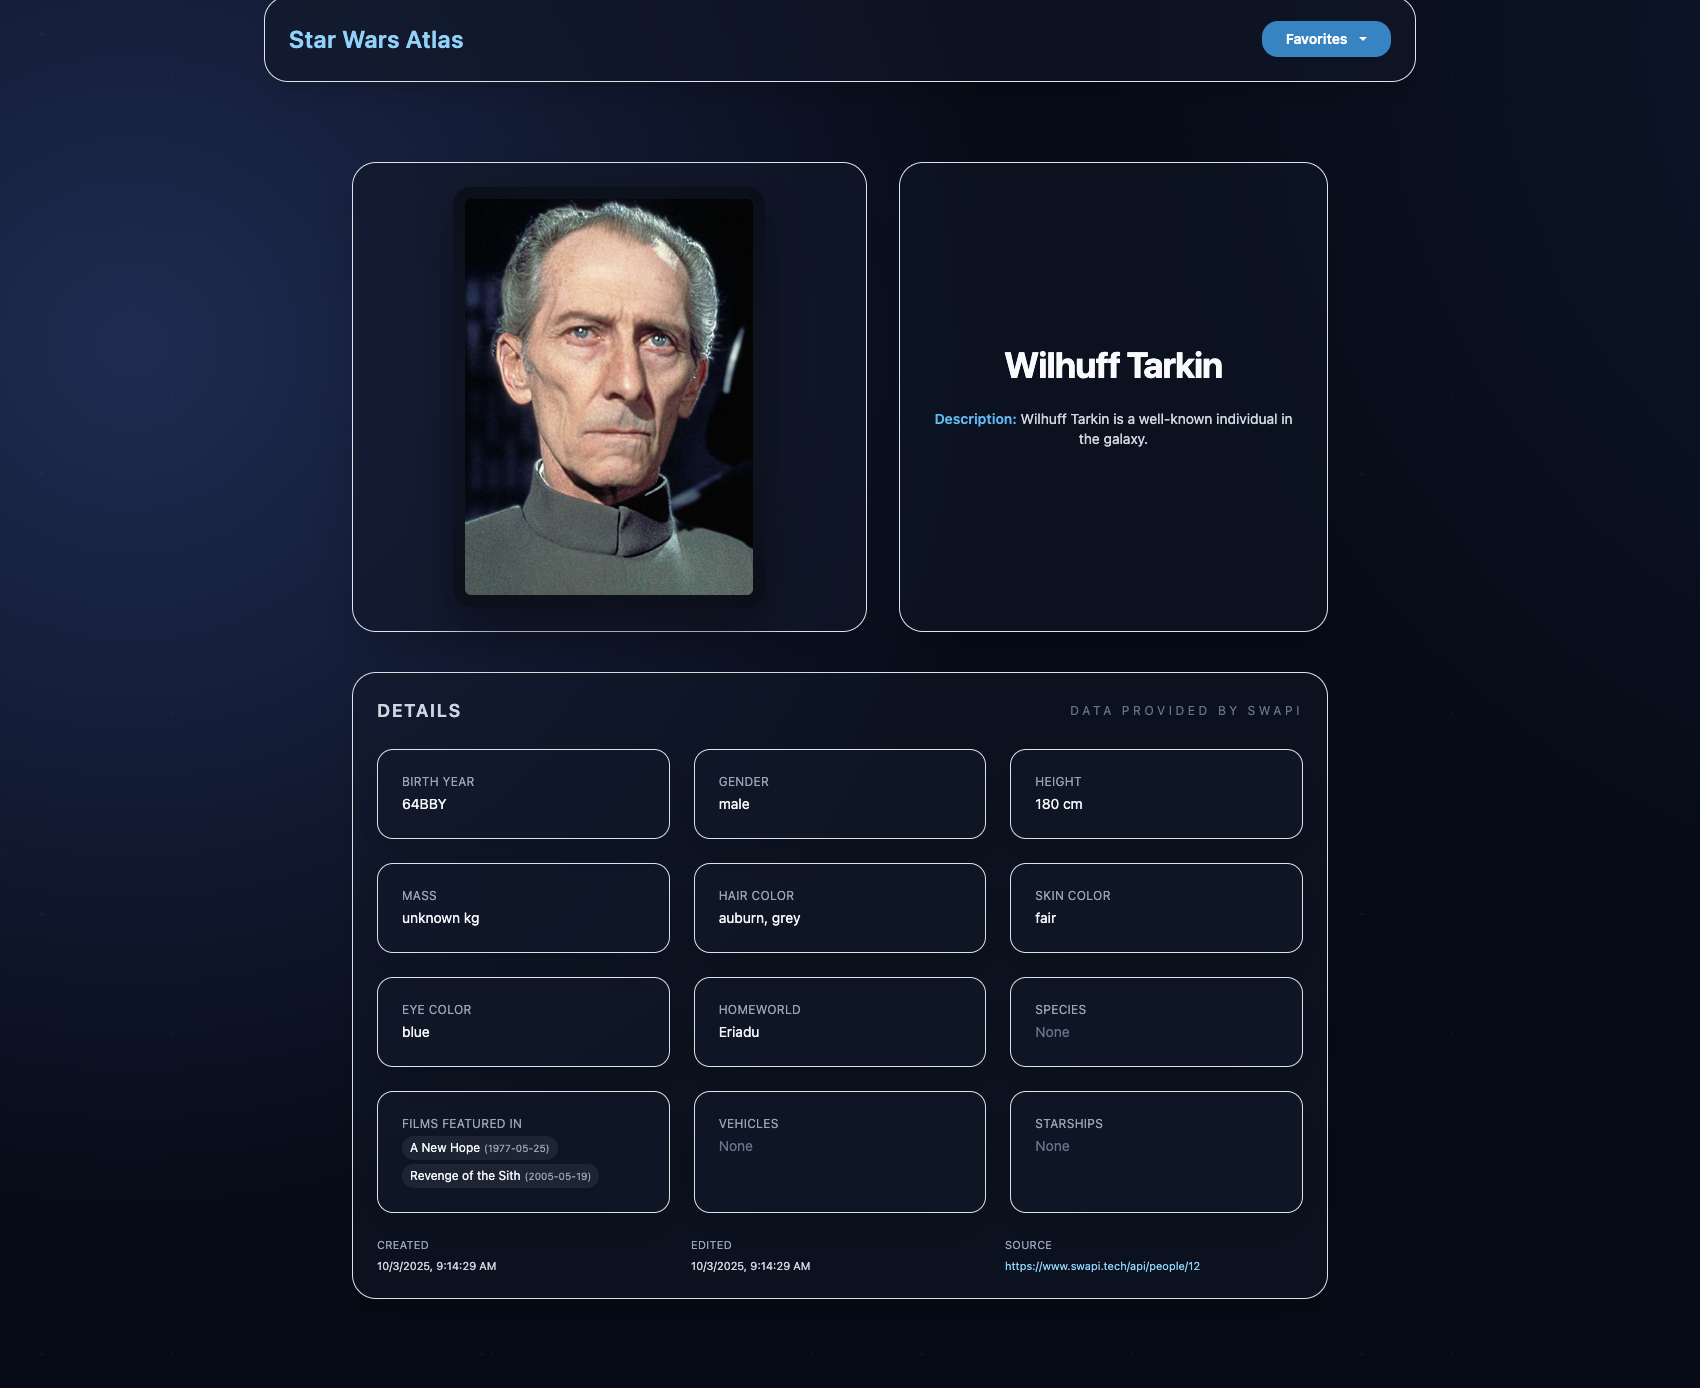 Star Wars Atlas
Favorites
Wilhuff Tarkin
Description: Wilhuff Tarkin is a well-known individual in
the galaxy.
DETAILS
DATA PROVIDED BY SWAPI
BIRTH YEAR
64BBY
GENDER
male
HEIGHT
180 cm
MASS
unknown kg
HAIR COLOR
auburn, grey
SKIN COLOR
fair
EYE COLOR
blue
HOMEWORLD
Eriadu
SPECIES
None
FILMS FEATURED IN
A New Hope (1977-05-25)
Revenge of the Sith (2005-05-19)
VEHICLES
None
STARSHIPS
None
CREATED
10/3/2025, 9:14:29 AM
EDITED
10/3/2025, 9:14:29 AM
SOURCE
https://www.swapi.tech/api/people/12